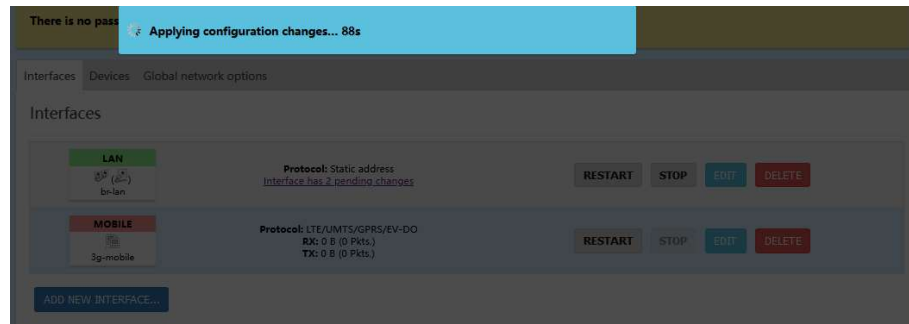 There is no pass
Applying configuration changes... 88s
Interfaces Devices Global network options
Interfaces
LAN
Protocol: Static address
Interface has 2 pending changes
RESTART STOP EDIT DELETE
br-lan
MOBILE
Protocol: LTE/UMTS/GPRS/EV-DO
RX: 0 B (0 Pkts.)
TX: 0 B (0 Pkts.)
RESTART STOP EDIT DELETE
3g-mobile
ADD NEW INTERFACE...